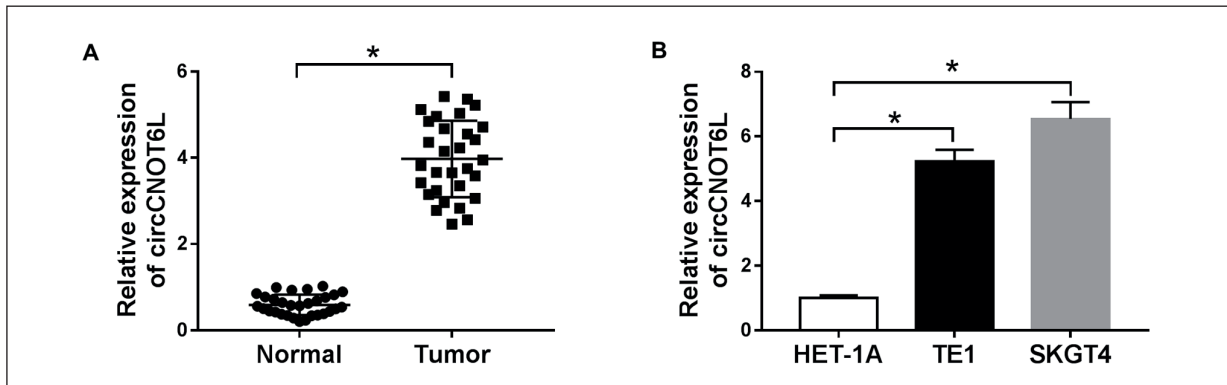 A
*
Relative expression
of circCNOT6L
6
4
2
0
Normal Tumor
B
*
*
Relative expression
of circCNOT6L
8
6
4
2
0
HET-1A TE1 SKGT4